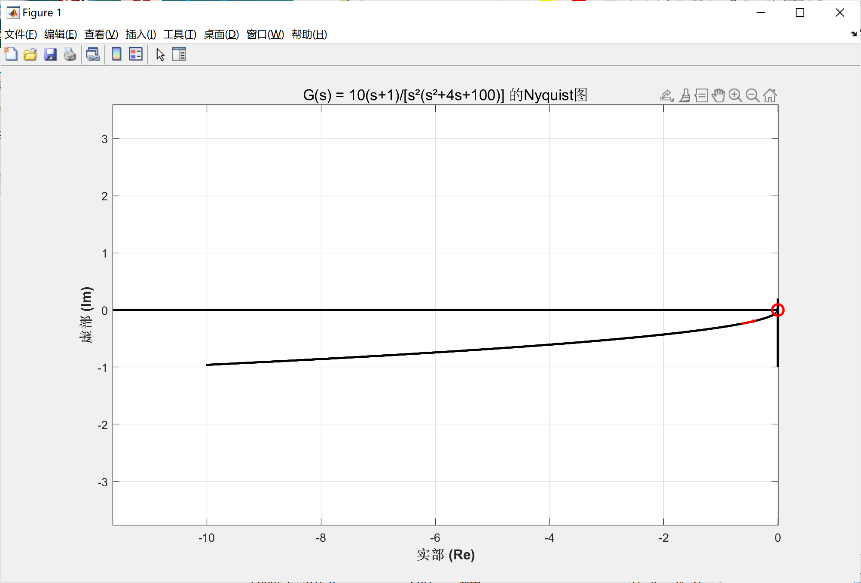 Figure 1
文件(F) 编辑(E) 查看(V) 插入(I) 工具(T) 桌面(D) 窗口(W) 帮助(H)
G(s) = 10(s+1)/[s²(s²+4s+100)] 的Nyquist图
3
2
1
0
-1
-2
-3
虚部 (Im)
-10 -8 -6 -4 -2 0
实部 (Re)